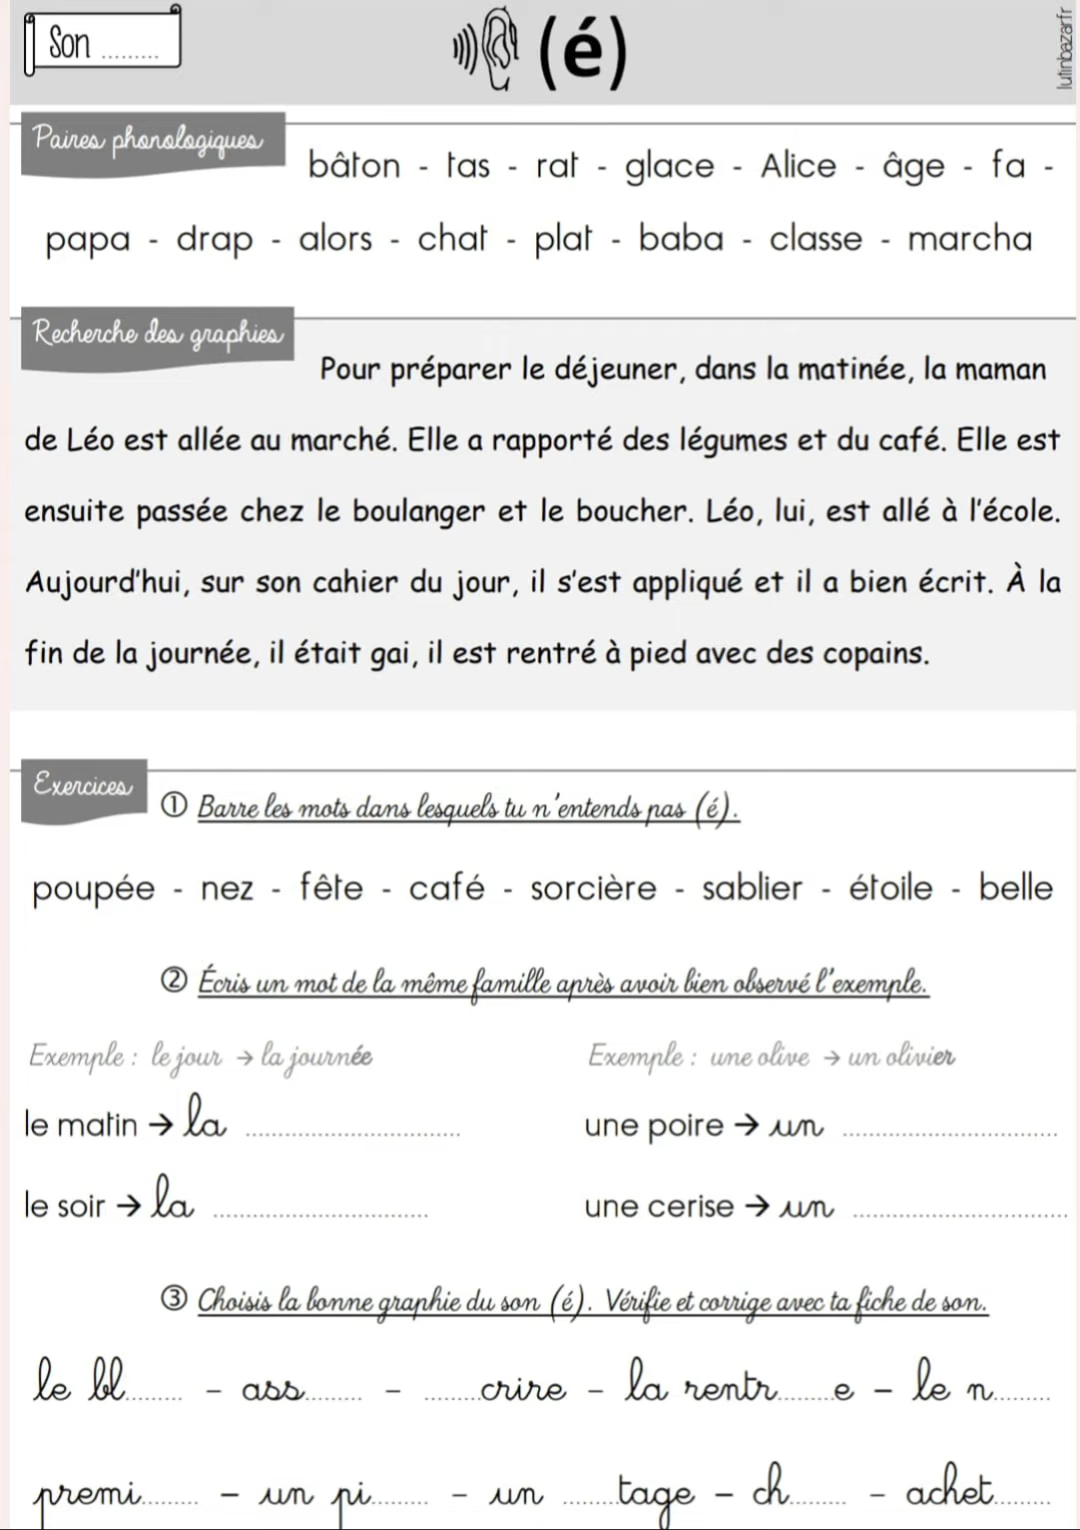 Son .........
(é)
lutinbazar.fr
Paires phonologiques
bâton - tas - rat - glace - Alice - âge - fa -
papa - drap - alors - chat - plat - baba - classe - marcha
Recherche des graphies
Pour préparer le déjeuner, dans la matinée, la maman
de Léo est allée au marché. Elle a rapporté des légumes et du café. Elle est
ensuite passée chez le boulanger et le boucher. Léo, lui, est allé à l'école.
Aujourd'hui, sur son cahier du jour, il s'est appliqué et il a bien écrit. À la
fin de la journée, il était gai, il est rentré à pied avec des copains.
Exercices
① Barre les mots dans lesquels tu n'entends pas (é).
poupée - nez - fête - café - sorcière - sablier - étoile - belle
② Écris un mot de la même famille après avoir bien observé l'exemple.
Exemple : le jour → la journée Exemple : une olive → un olivier
le matin → la .............................. une poire → un ..............................
le soir → la .............................. une cerise → un ..............................
③ Choisis la bonne graphie du son (é). Vérifie et corrige avec ta fiche de son.
le bl........ - ass........ - ........crire - la rentr........e - le n........
premi........ - un pi........ - un ........tage - ch........ - achet........